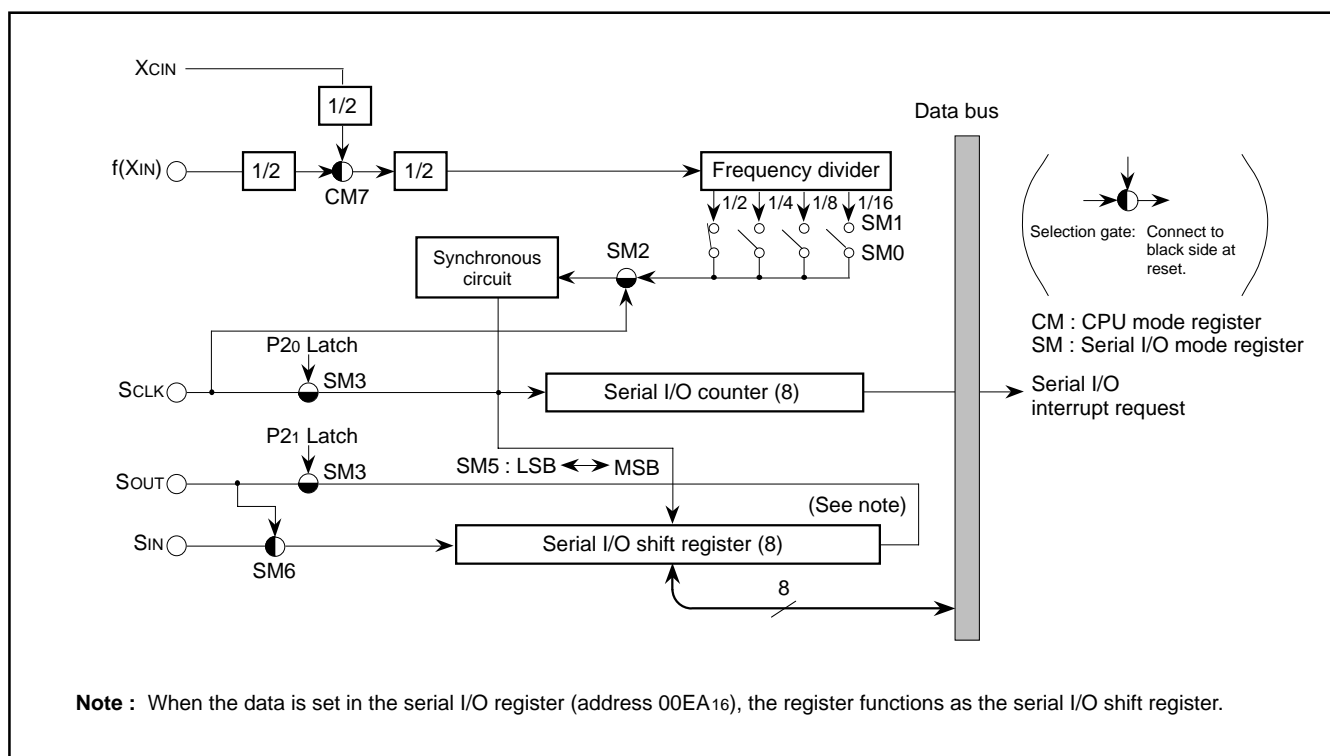 XCIN
1/2
Data bus
f(XIN)
1/2
CM7
1/2
Frequency divider
1/2
1/4
1/8
1/16
SM1
SM0
Selection gate: Connect to
black side at
reset.
Synchronous
circuit
SM2
CM : CPU mode register
SM : Serial I/O mode register
P20 Latch
SCLK
SM3
Serial I/O counter (8)
Serial I/O
interrupt request
P21 Latch
SM5 : LSB MSB
SOUT
SM3
(See note)
SIN
SM6
Serial I/O shift register (8)
8
Note : When the data is set in the serial I/O register (address 00EA16), the register functions as the serial I/O shift register.